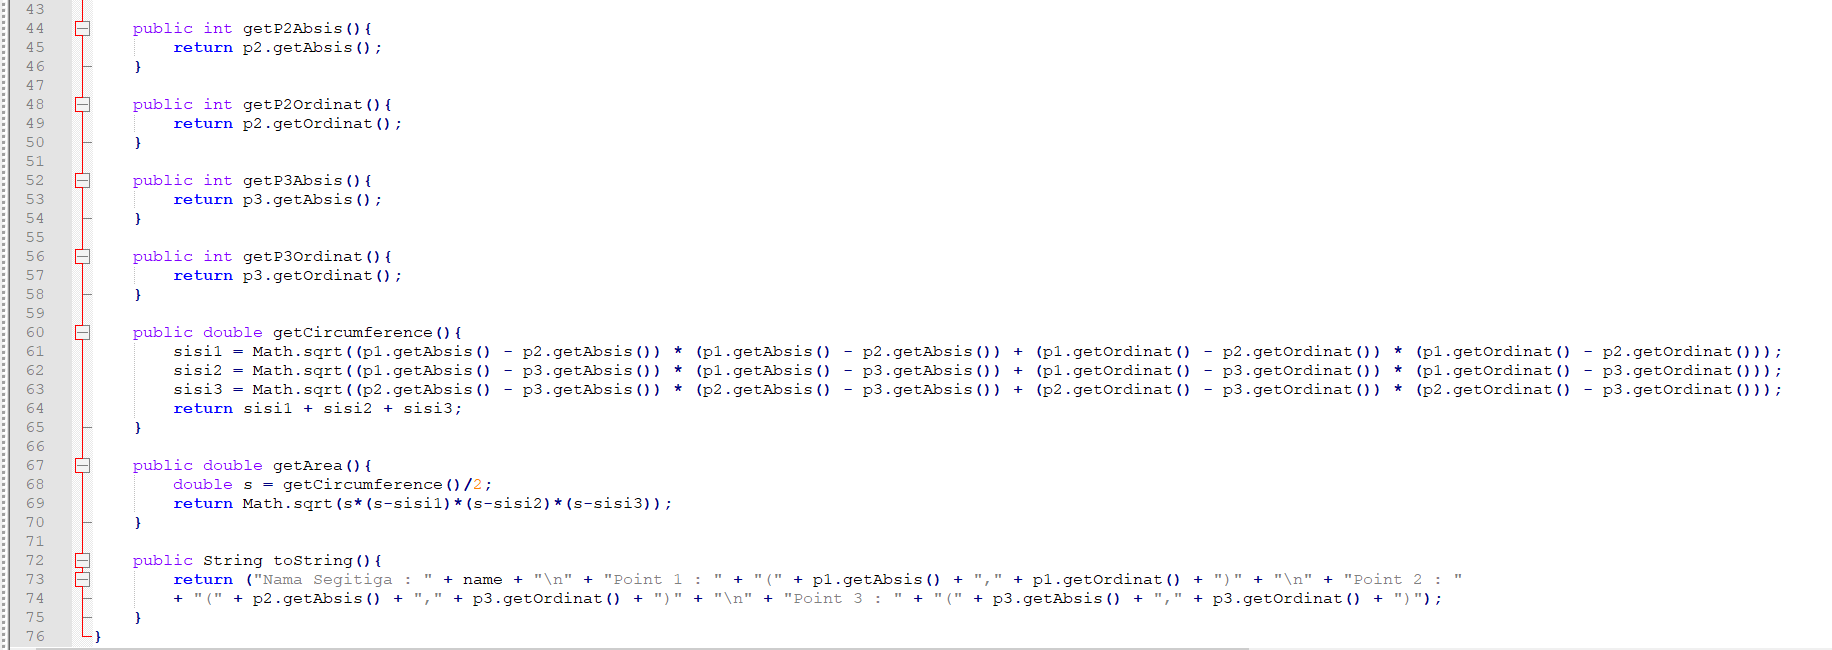 43
44 public int getP2Absis(){
45 return p2.getAbsis();
46 }
47
48 public int getP2Ordinat(){
49 return p2.getOrdinat();
50 }
51
52 public int getP3Absis(){
53 return p3.getAbsis();
54 }
55
56 public int getP3Ordinat(){
57 return p3.getOrdinat();
58 }
59
60 public double getCircumference(){
61 sisi1 = Math.sqrt((p1.getAbsis() - p2.getAbsis()) * (p1.getAbsis() - p2.getAbsis()) + (p1.getOrdinat() - p2.getOrdinat()) * (p1.getOrdinat() - p2.getOrdinat()));
62 sisi2 = Math.sqrt((p1.getAbsis() - p3.getAbsis()) * (p1.getAbsis() - p3.getAbsis()) + (p1.getOrdinat() - p3.getOrdinat()) * (p1.getOrdinat() - p3.getOrdinat()));
63 sisi3 = Math.sqrt((p2.getAbsis() - p3.getAbsis()) * (p2.getAbsis() - p3.getAbsis()) + (p2.getOrdinat() - p3.getOrdinat()) * (p2.getOrdinat() - p3.getOrdinat()));
64 return sisi1 + sisi2 + sisi3;
65 }
66
67 public double getArea(){
68 double s = getCircumference()/2;
69 return Math.sqrt(s*(s-sisi1)*(s-sisi2)*(s-sisi3));
70 }
71
72 public String toString(){
73 return ("Nama Segitiga : " + name + "\n" + "Point 1 : " + "(" + p1.getAbsis() + "," + p1.getOrdinat() + ")" + "\n" + "Point 2 : "
74 + "(" + p2.getAbsis() + "," + p3.getOrdinat() + ")" + "\n" + "Point 3 : " + "(" + p3.getAbsis() + "," + p3.getOrdinat() + ")");
75 }
76 }